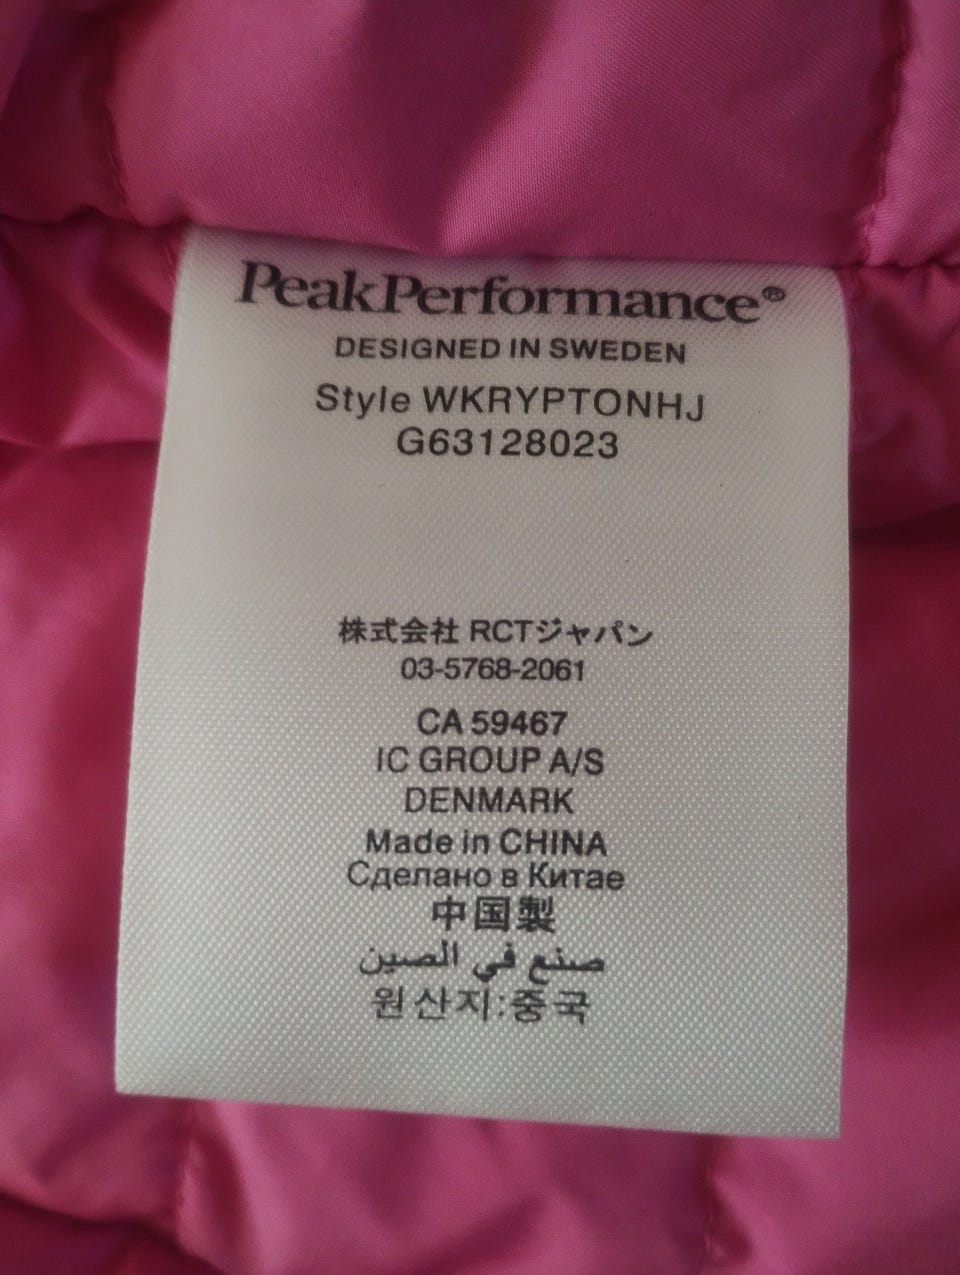 PeakPerformance®
DESIGNED IN SWEDEN
Style WKRYPTONHJ
G63128023
株式会社 RCTジャパン
03-5768-2061
CA 59467
IC GROUP A/S
DENMARK
Made in CHINA
Сделано в Китае
中国製
صنع في الصين
원산지:중국